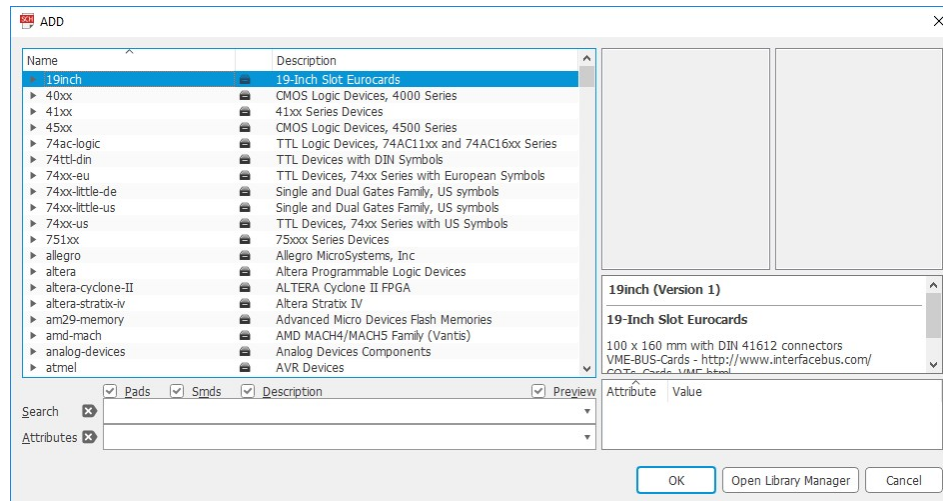 ADD
Name Description
19inch 19-Inch Slot Eurocards
40xx CMOS Logic Devices, 4000 Series
41xx 41xx Series Devices
45xx CMOS Logic Devices, 4500 Series
74ac-logic TTL Logic Devices, 74AC11xx and 74AC16xx Series
74ttl-din TTL Devices with DIN Symbols
74xx-eu TTL Devices, 74xx Series with European Symbols
74xx-little-de Single and Dual Gates Family, US symbols
74xx-little-us Single and Dual Gates Family, US symbols
74xx-us TTL Devices, 74xx Series with US Symbols
751xx 75xxx Series Devices
allegro Allegro MicroSystems, Inc
altera Altera Programmable Logic Devices
altera-cyclone-II ALTERA Cyclone II FPGA
altera-stratix-iv Altera Stratix IV
am29-memory Advanced Micro Devices Flash Memories
amd-mach AMD MACH4/MACH5 Family (Vantis)
analog-devices Analog Devices Components
atmel AVR Devices
19inch (Version 1)
19-Inch Slot Eurocards
100 x 160 mm with DIN 41612 connectors
VME-BUS-Cards - http://www.interfacebus.com/
COTs_Cards_VME.html
Pads Smds Description Preview
Attribute Value
Search
Attributes
OK Open Library Manager Cancel